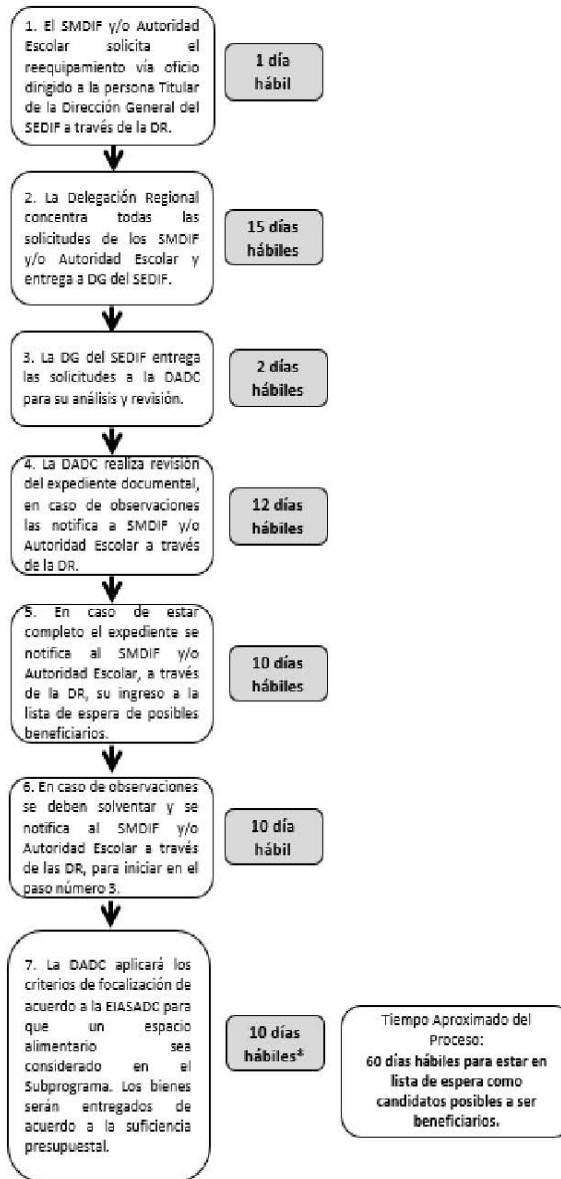 1. El SMDIF y/o Autoridad
Escolar solicita el
reequipamiento vía oficio
dirigido a la persona Titular
de la Dirección General del
SEDIF a través de la DR.
1 día
hábil
2. La Delegación Regional
concentra todas las
solicitudes de los SMDIF
y/o Autoridad Escolar y
entrega a DG del SEDIF.
15 días
hábiles
3. La DG del SEDIF entrega
las solicitudes a la DADC
para su análisis y revisión.
2 días
hábiles
4. La DADC realiza revisión
del expediente documental,
en caso de observaciones
las notifica a SMDIF y/o
Autoridad Escolar a través
de la DR.
12 días
hábiles
5. En caso de estar
completo el expediente se
notifica al SMDIF y/o
Autoridad Escolar, a través
de la DR, su ingreso a la
lista de espera de posibles
beneficiarios.
10 días
hábiles
6. En caso de observaciones
se deben solventar y se
notifica al SMDIF y/o
Autoridad Escolar a través
de las DR, para iniciar en el
paso número 3.
10 día
hábil
7. La DADC aplicará los
criterios de focalización de
acuerdo a la EIASADC para
que un espacio
alimentario sea
considerado en el
Subprograma. Los bienes
serán entregados de
acuerdo a la suficiencia
presupuestal.
10 días
hábiles*
Tiempo Aproximado del
Proceso:
60 días hábiles para estar en
lista de espera como
candidatos posibles a ser
beneficiarios.